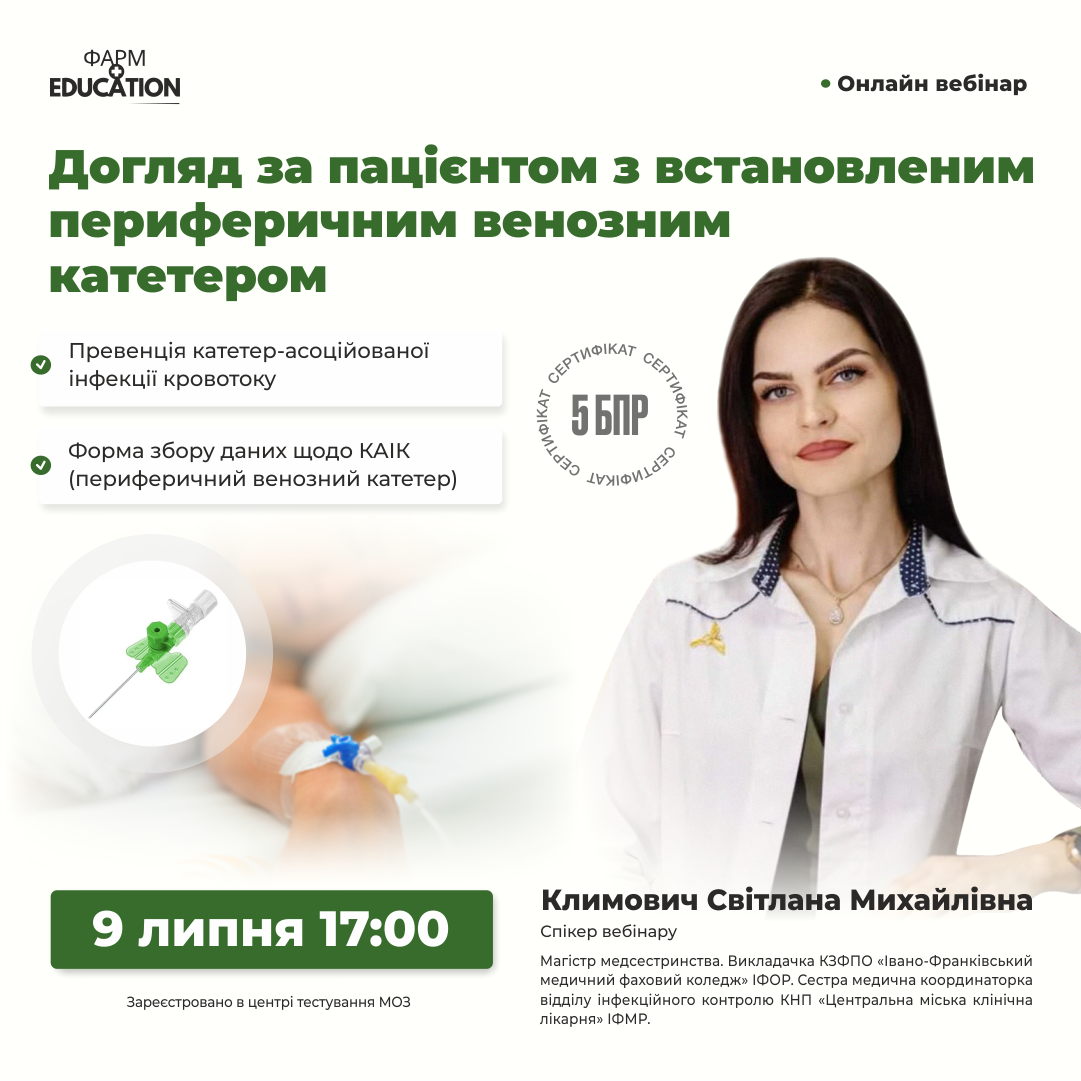 ФАРМ
EDUCATION
Онлайн вебінар
Догляд за пацієнтом з встановленим
периферичним венозним
катетером
Превенція катетер-асоційованої
інфекції кровотоку
Форма збору даних щодо КАІК
(периферичний венозний катетер)
СЕРТИФІКАТ СЕРТИФІКАТ СЕРТИФІКАТ СЕРТИФІКАТ
5 БПР
9 липня 17:00
Зареєстровано в центрі тестування МОЗ
Климович Світлана Михайлівна
Спікер вебінару
Магістр медсестринства. Викладачка КЗФПО «Івано-Франківський
медичний фаховий коледж» ІФОР. Сестра медична координаторка
відділу інфекційного контролю КНП «Центральна міська клінічна
лікарня» ІФМР.